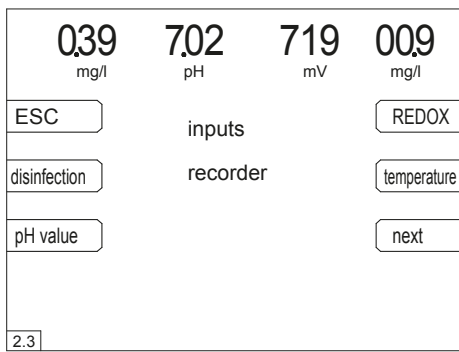 0.39 7.02 719 00.9
mg/l pH mV mg/l
ESC inputs REDOX
disinfection recorder temperature
pH value next
2.3